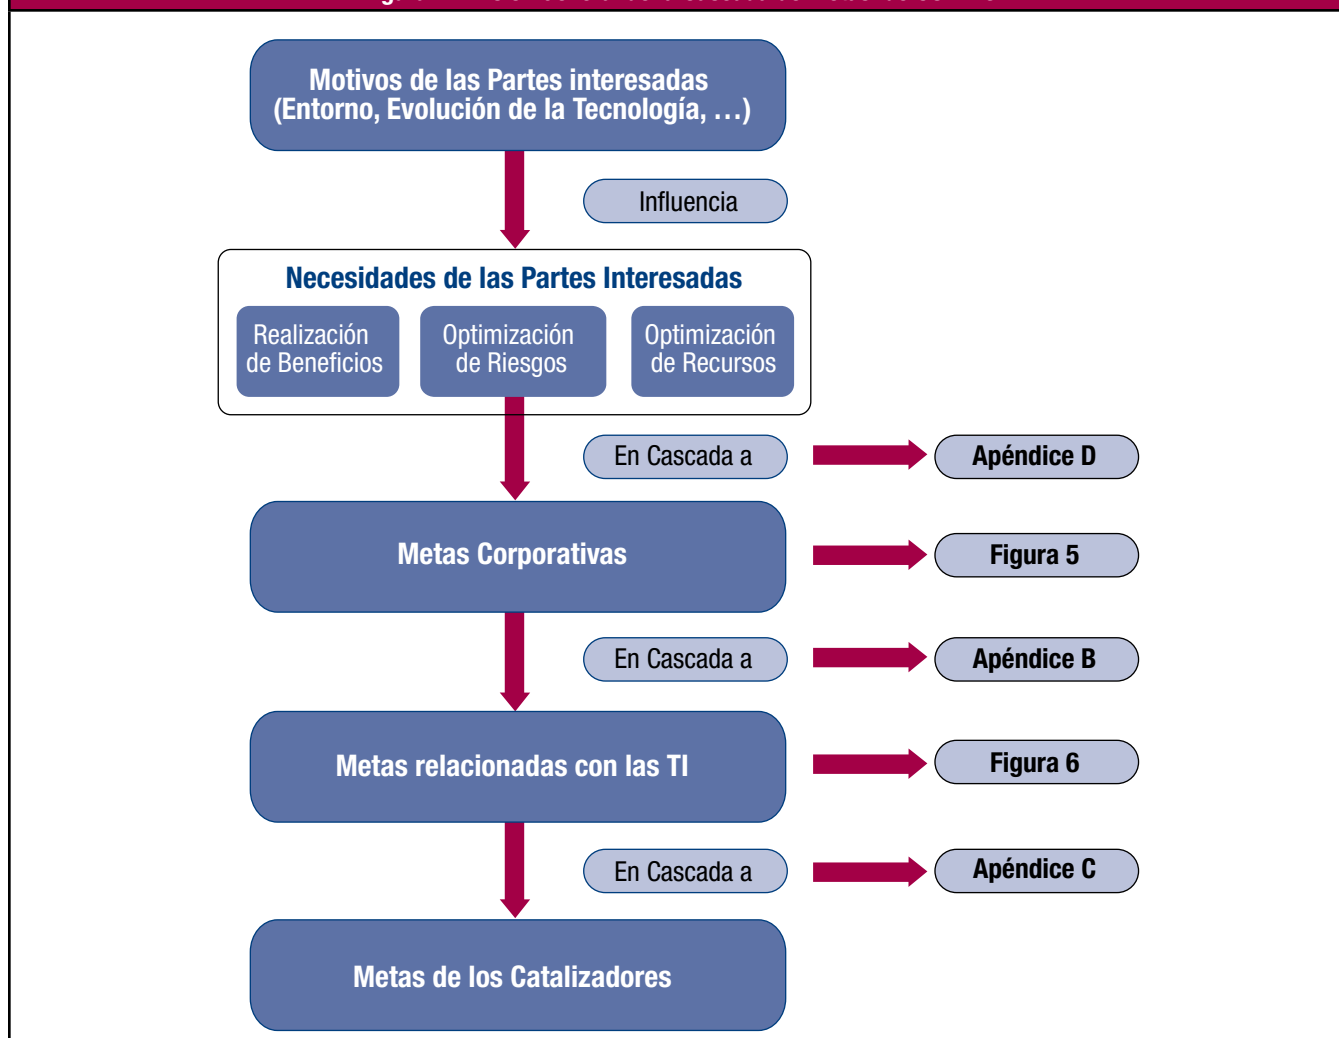 Motivos de las Partes interesadas
(Entorno, Evolución de la Tecnología, …)
Influencia
Necesidades de las Partes Interesadas
Realización
de Beneficios
Optimización
de Riesgos
Optimización
de Recursos
En Cascada a
Apéndice D
Metas Corporativas
Figura 5
En Cascada a
Apéndice B
Metas relacionadas con las TI
Figura 6
En Cascada a
Apéndice C
Metas de los Catalizadores